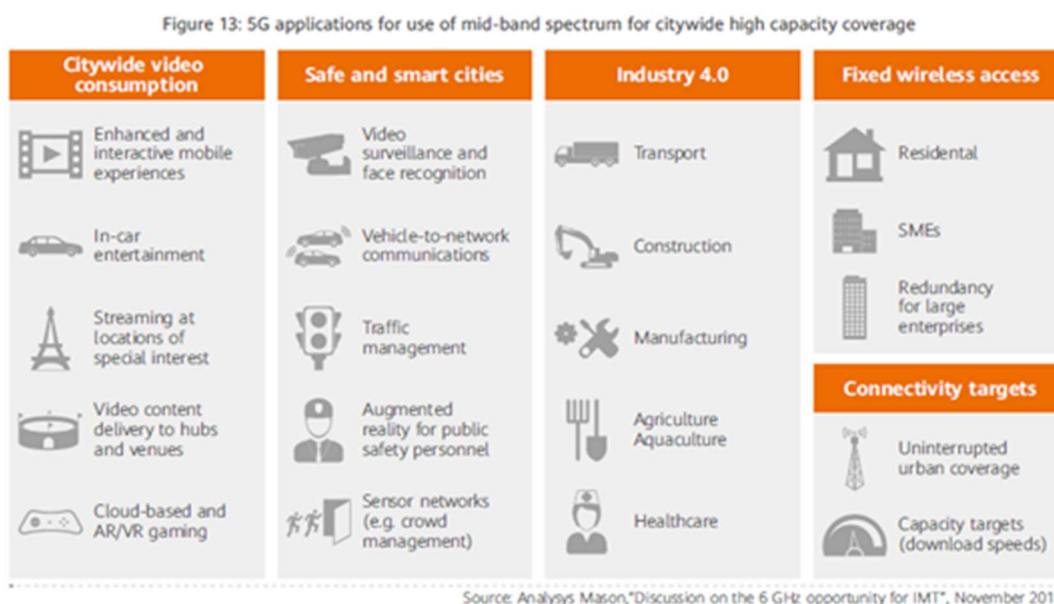 Figure 13: 5G applications for use of mid-band spectrum for citywide high capacity coverage
Citywide video
consumption
Enhanced and
interactive mobile
experiences
In-car
entertainment
Streaming at
locations of
special interest
Video content
delivery to hubs
and venues
Cloud-based and
AR/VR gaming
Safe and smart cities
Video
surveillance and
face recognition
Vehicle-to-network
communications
Traffic
management
Augmented
reality for public
safety personnel
Sensor networks
(e.g. crowd
management)
Industry 4.0
Transport
Construction
Manufacturing
Agriculture
Aquaculture
Healthcare
Fixed wireless access
Residental
SMEs
Redundancy
for large
enterprises
Connectivity targets
Uninterrupted
urban coverage
Capacity targets
(download speeds)
Source: Analysys Mason,"Discussion on the 6 GHz opportunity for IMT", November 201